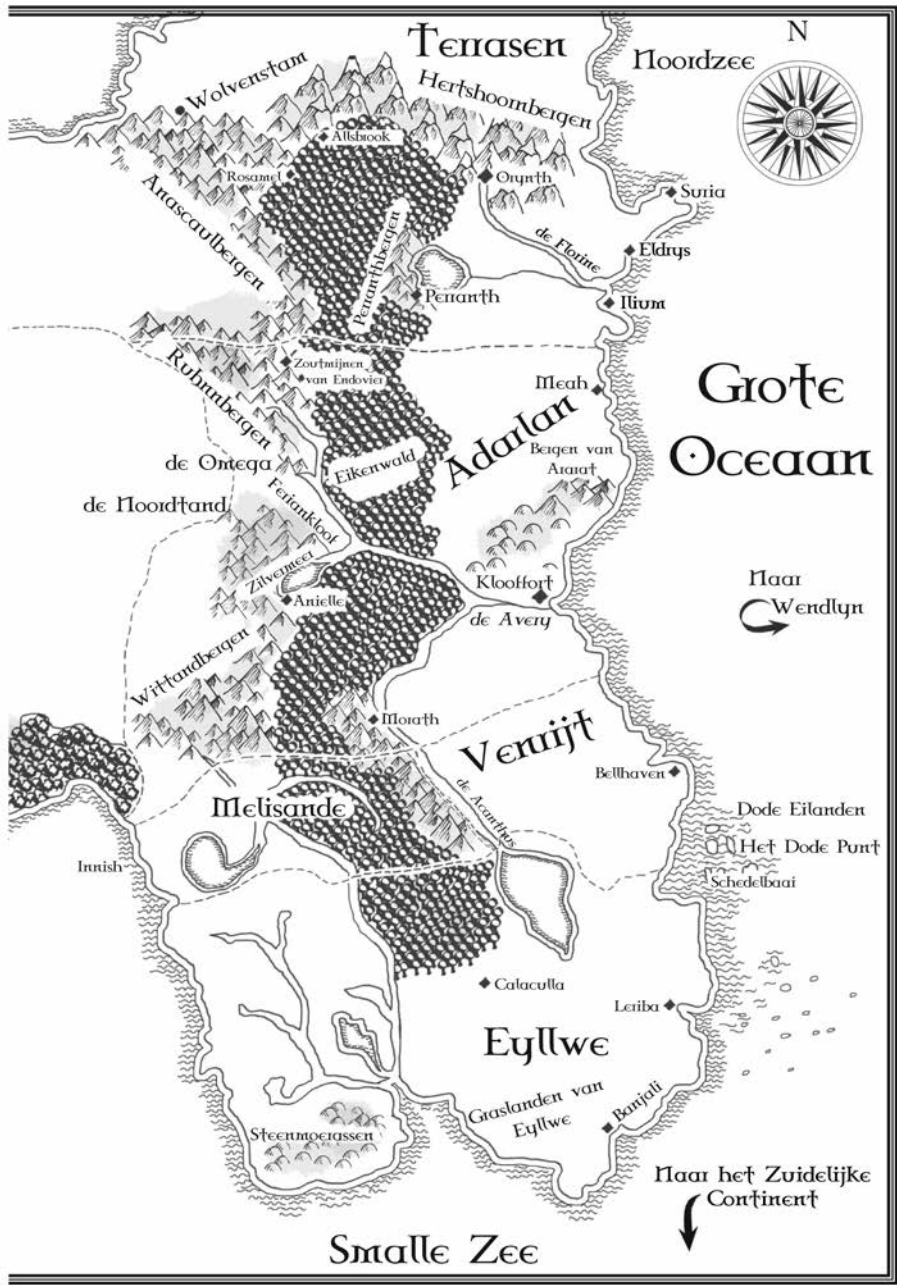 Terrasen
N
Noordzee
Wolvenstam
Hertshoornbergen
Allsbrook
Rosamel
Orynth
Suria
Anascaulbergen
Perranthbergen
de Florine
Eldrys
Perranth
Ilium
Zoutmijnen
van Endovier
Ruhnnbergen
Meah
Grote
Oceaan
Adarlan
de Omega
Eikenwald
Bergen van
Ararat
Feriankloof
de Noordtand
Zilvermeer
Klooffort
Naar
Wendlyn
Anielle
de Avery
Wittandbergen
Morath
Venrijt
Bellhaven
Melisande
de Acanthus
Dode Eilanden
Het Dode Punt
Innish
Schedelbaai
Calaculla
Leriba
Eyllwe
Graslanden van
Eyllwe
Banjali
Steenmoerassen
Naar het Zuidelijke
Continent
Smalle Zee